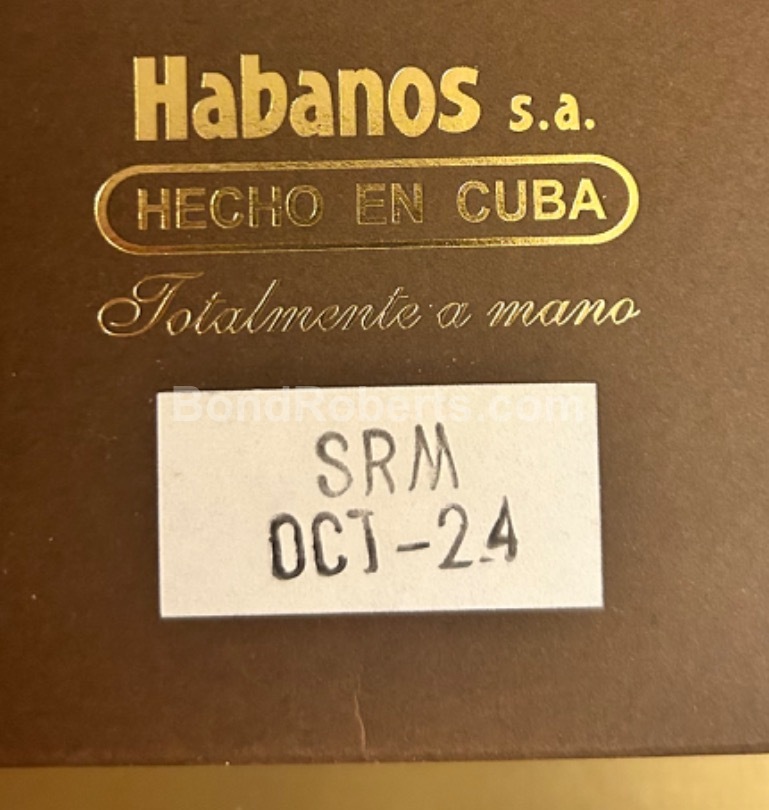 Habanos s.a.
HECHO EN CUBA
Totalmente a mano
BondRoberts.com
SRM
OCT-24